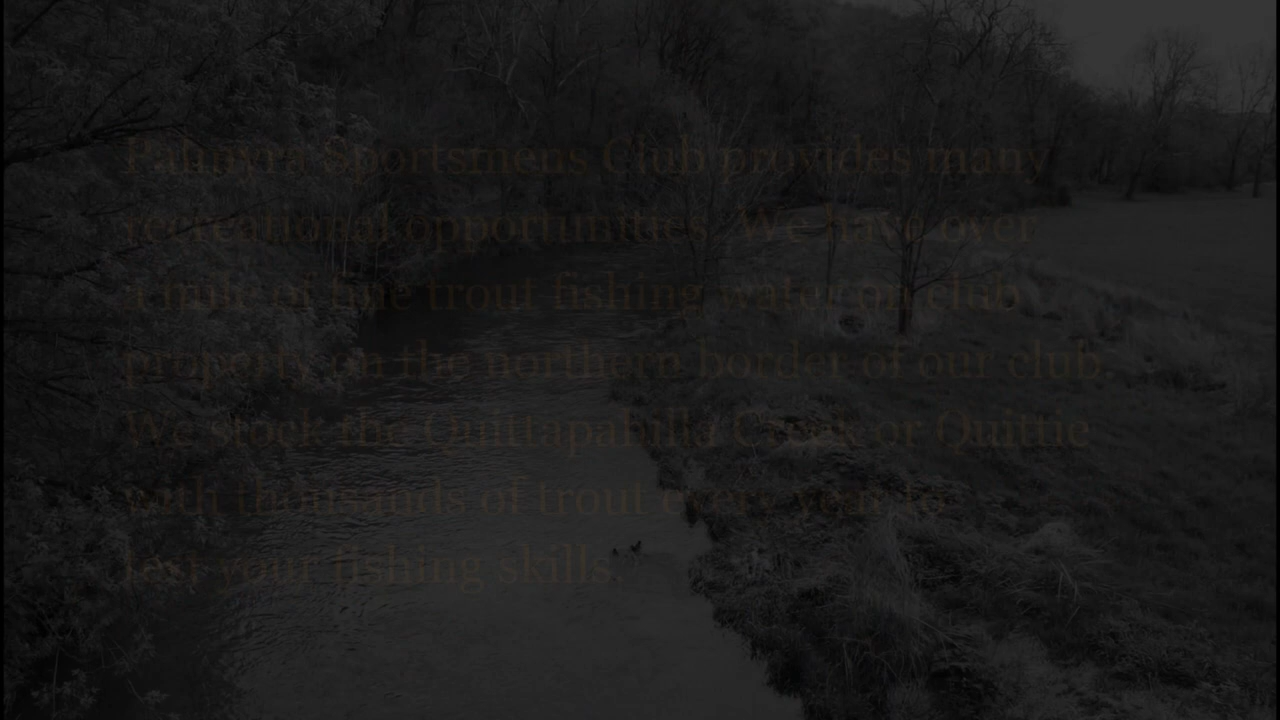 Palmyra Sportsmens Club provides many
recreational opportunities. We have over
a mile of fine trout fishing water on club
property on the northern border of our club.
We stock the Quittapahilla Creek or Quittie
with thousands of trout every year to
test your fishing skills.